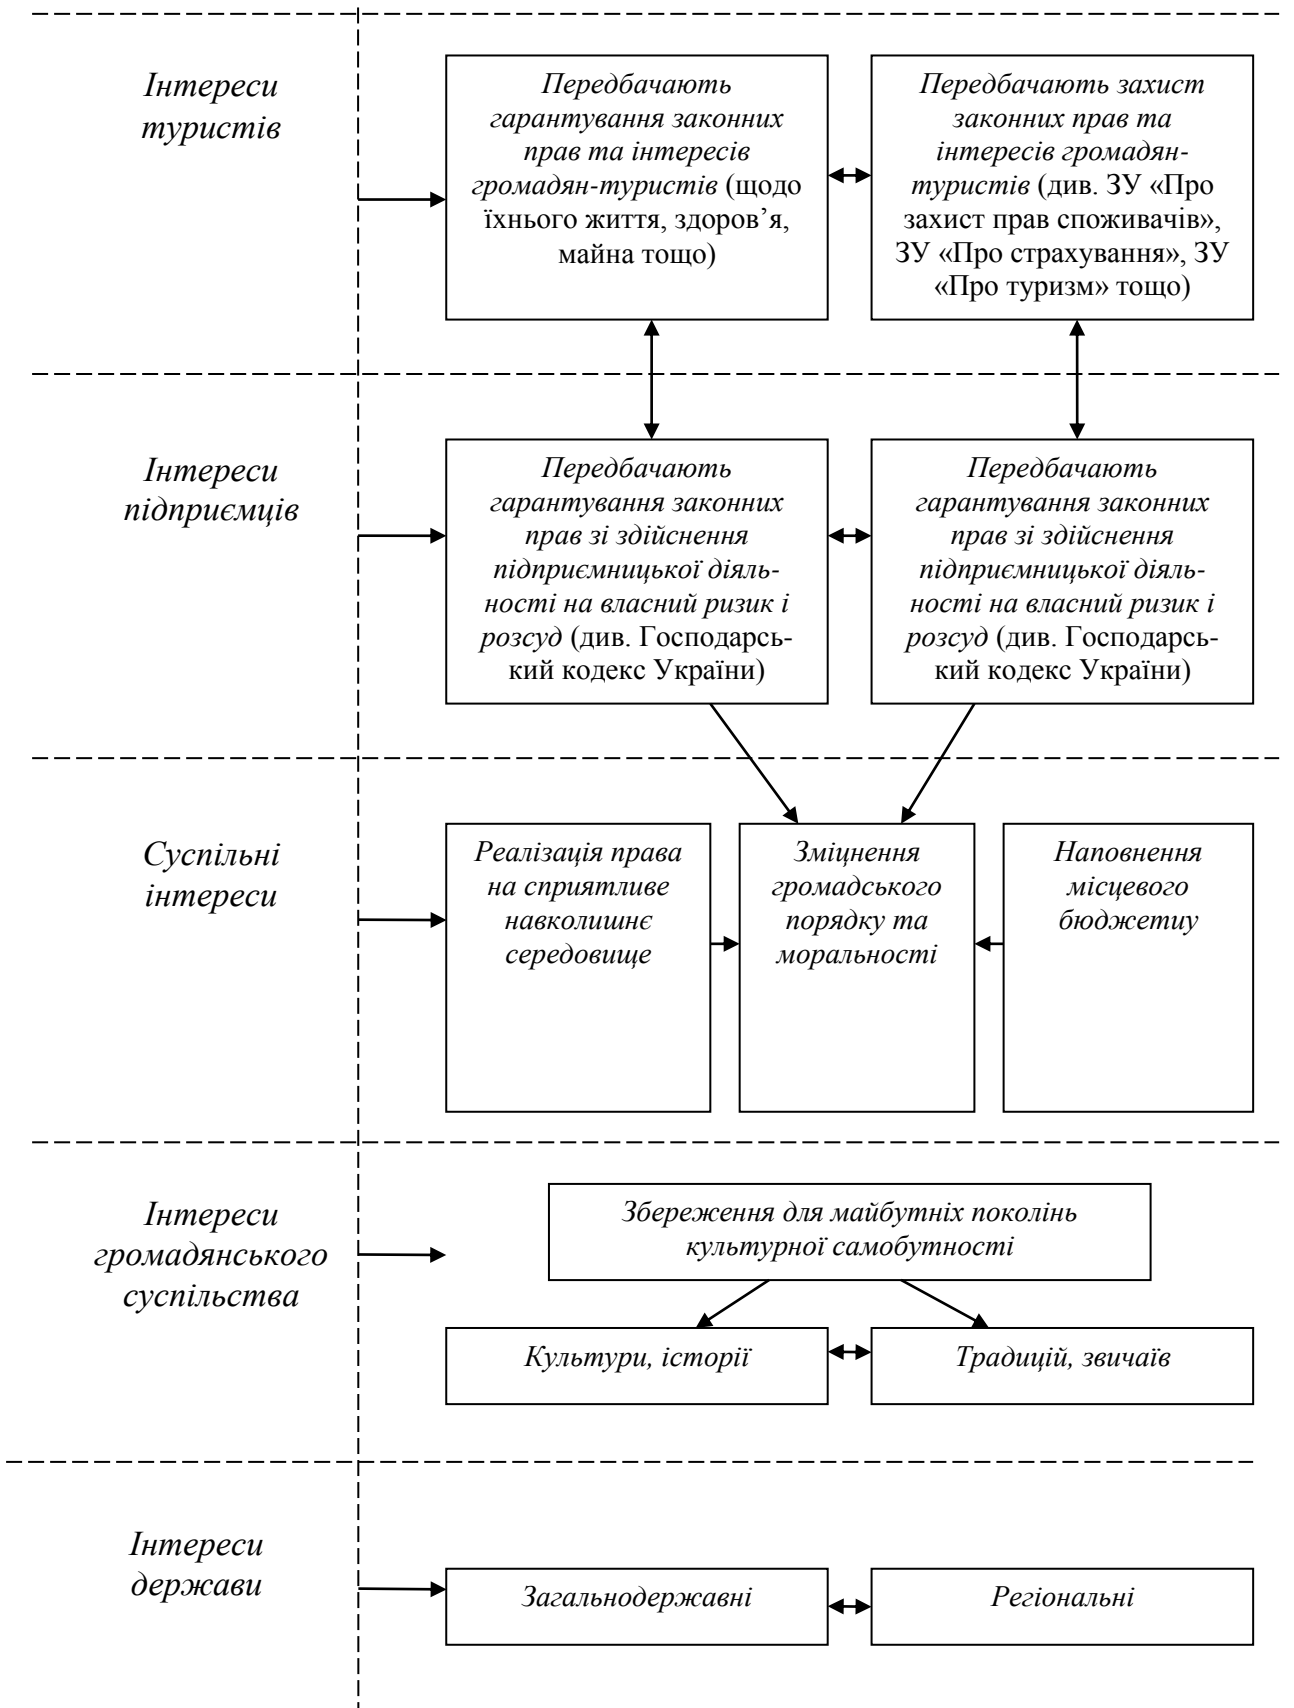 Інтереси
туристів
Передбачають
гарантування законних
прав та інтересів
громадян-туристів (щодо
їхнього життя, здоров’я,
майна тощо)
Передбачають захист
законних прав та
інтересів громадян-
туристів (див. ЗУ «Про
захист прав споживачів»,
ЗУ «Про страхування», ЗУ
«Про туризм» тощо)
Інтереси
підприємців
Передбачають
гарантування законних
прав зі здійснення
підприємницької діяль-
ності на власний ризик і
розсуд (див. Господарсь-
кий кодекс України)
Передбачають
гарантування законних
прав зі здійснення
підприємницької діяль-
ності на власний ризик і
розсуд (див. Господарсь-
кий кодекс України)
Суспільні
інтереси
Реалізація права
на сприятливе
навколишнє
середовище
Зміцнення
громадського
порядку та
моральності
Наповнення
місцевого
бюджетиу
Інтереси
громадянського
суспільства
Збереження для майбутніх поколінь
культурної самобутності
Культури, історії
Традицій, звичаїв
Інтереси
держави
Загальнодержавні
Регіональні